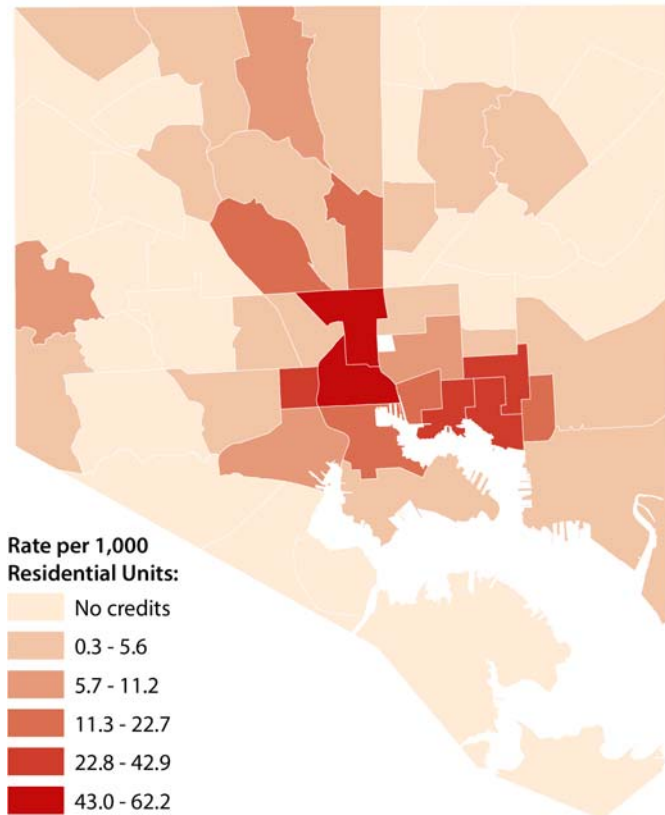 Rate per 1,000
Residential Units:
No credits
0.3 - 5.6
5.7 - 11.2
11.3 - 22.7
22.8 - 42.9
43.0 - 62.2